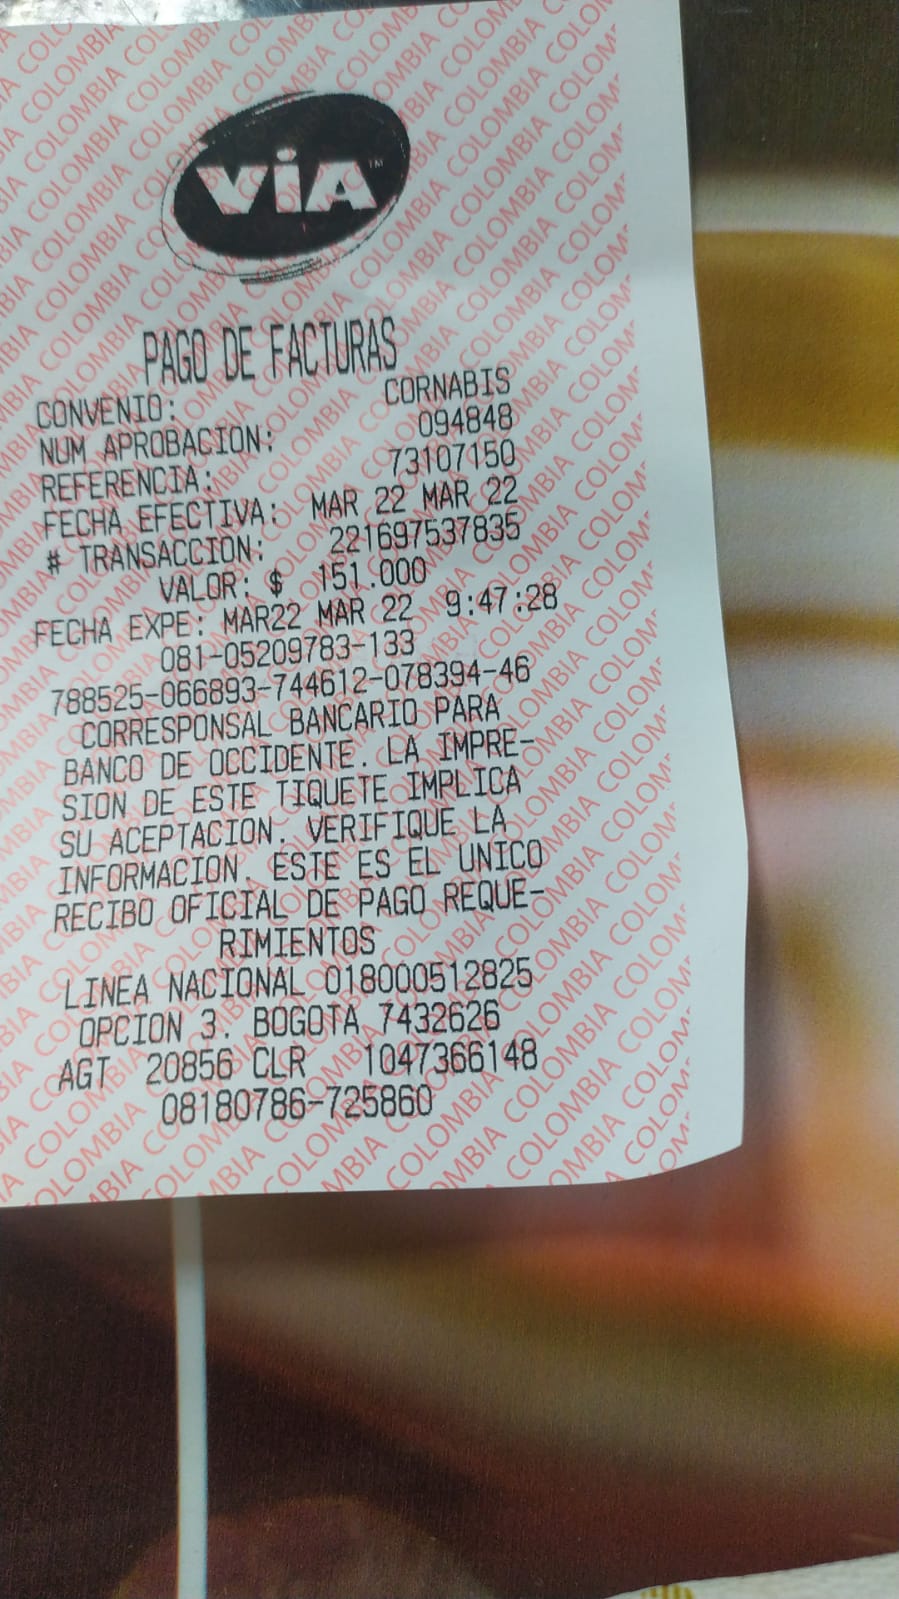 ViA™
PAGO DE FACTURAS
CONVENIO: CORNABIS
NUM APROBACION: 094848
REFERENCIA: 73107150
FECHA EFECTIVA: MAR 22 MAR 22
# TRANSACCION: 221697537835
VALOR: $ 151.000
FECHA EXPE: MAR22 MAR 22 9:47:28
081-05209783-133
788525-066893-744612-078394-46
CORRESPONSAL BANCARIO PARA
BANCO DE OCCIDENTE. LA IMPRE-
SION DE ESTE TIQUETE IMPLICA
SU ACEPTACION. VERIFIQUE LA
INFORMACION. ESTE ES EL UNICO
RECIBO OFICIAL DE PAGO REQUE-
RIMIENTOS
LINEA NACIONAL 018000512825
OPCION 3. BOGOTA 7432626
AGT 20856 CLR 1047366148
08180786-725860